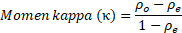 Momen kappa (κ) = (ρₒ − ρₑ) / (1 − ρₑ)